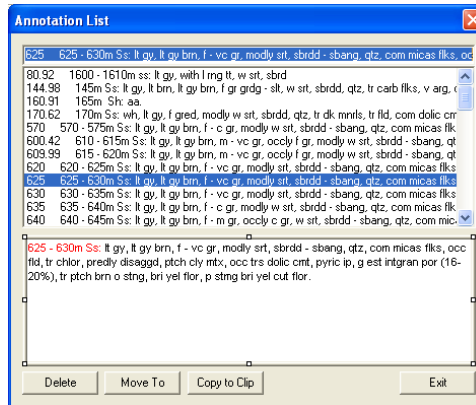 Annotation List
625 625 - 630m Ss: lt gy, lt gy brn, f - vc gr, modly srt, sbrdd - sbang, qtz, com micas flks, oc
80.92 1600 - 1610m ss: lt gy, with l rng tt, w srt, sbrd
144.98 145m Ss: lt gy, lt brn, lt gy brn, f gr grdg - slt, w srt, sbrdd, qtz, tr carb flks, v arg, c
160.91 165m Sh: aa.
170.62 170m Ss: wh, lt gy, f gred, modly w srt, sbrdd, qtz, tr dk mnrls, tr fld, com dolic cm
570 570 - 575m Ss: lt gy, lt gy brn, f - c gr, modly w srt, sbrdd - sbang, qtz, com micas flk
600.42 610 - 615m Ss: lt gy, lt gy brn, m - vc gr, occly f gr, modly w srt, sbrdd - sbang, qt
609.99 615 - 620m Ss: lt gy, lt gy brn, m - vc gr, occly f gr, modly w srt, sbrdd - sbang, qt
620 620 - 625m Ss: lt gy, lt gy brn, f - vc gr, modly srt, sbrdd - sbang, qtz, com micas flks
625 625 - 630m Ss: lt gy, lt gy brn, f - vc gr, modly srt, sbrdd - sbang, qtz, com micas flks
630 630 - 635m Ss: lt gy, lt gy brn, f - vc gr, modly srt, sbrdd - sbang, qtz, com micas flks
635 635 - 640m Ss: lt gy, lt gy brn, f - c gr, modly w srt, sbrdd - sbang, qtz, com micas flk
640 640 - 645m Ss: lt gy, lt gy brn, f - m gr, occly c gr, w srt, sbrdd - sbang, qtz, com mic
625 - 630m Ss: lt gy, lt gy brn, f - vc gr, modly srt, sbrdd - sbang, qtz, com micas flks, occ
fld, tr chlor, predly disaggd, ptch cly mtx, occ trs dolic cmt, pyric ip, g est intgran por (16-
20%), tr ptch brn o stng, bri yel flor, p stmg bri yel cut flor.
Delete Move To Copy to Clip Exit